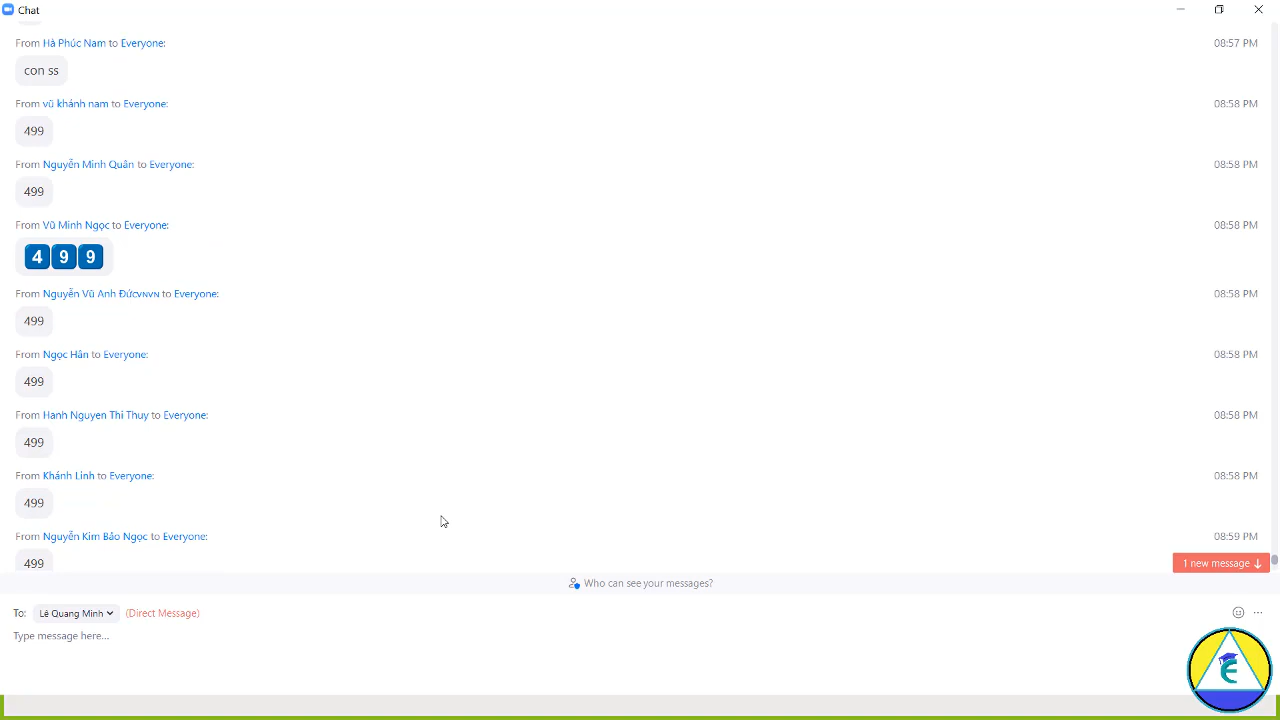 Chat
From Hà Phúc Nam to Everyone: 08:57 PM
con ss
From vũ khánh nam to Everyone: 08:58 PM
499
From Nguyễn Minh Quân to Everyone: 08:58 PM
499
From Vũ Minh Ngọc to Everyone: 08:58 PM
4 9 9
From Nguyễn Vũ Anh Đứcᴠɴᴠɴ to Everyone: 08:58 PM
499
From Ngọc Hân to Everyone: 08:58 PM
499
From Hanh Nguyen Thi Thuy to Everyone: 08:58 PM
499
From Khánh Linh to Everyone: 08:58 PM
499
From Nguyễn Kim Bảo Ngọc to Everyone: 08:59 PM
499
1 new message ↓
Who can see your messages?
To: Lê Quang Minh (Direct Message)
Type message here...